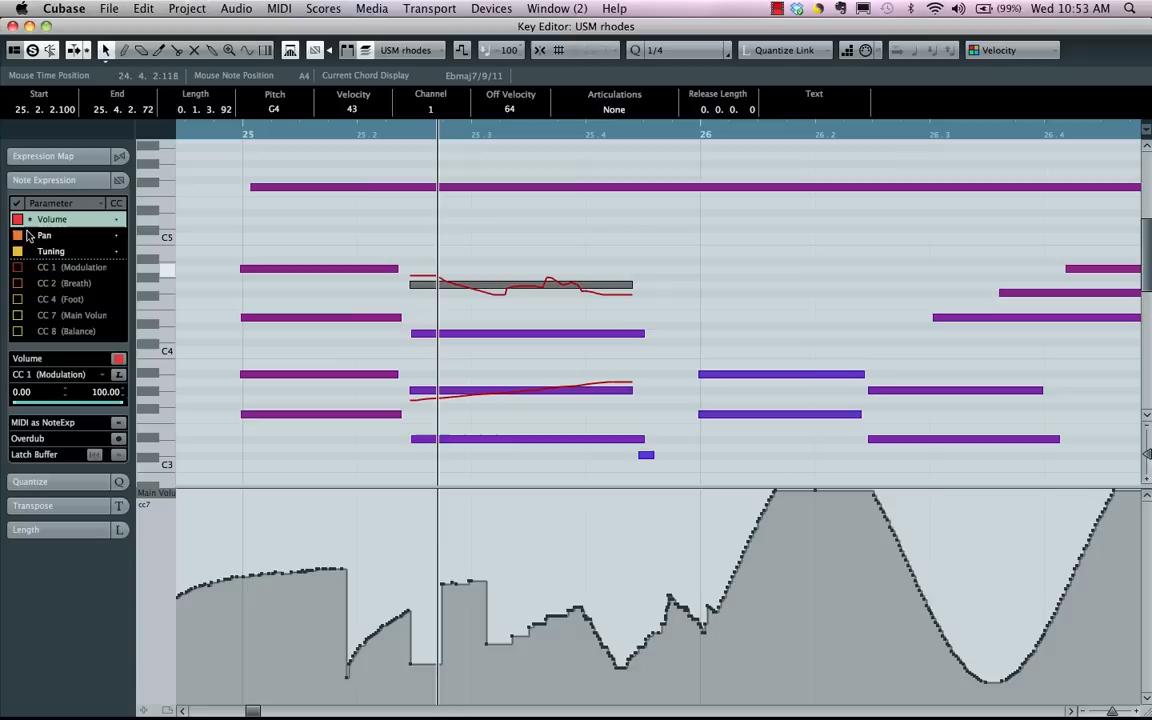 Cubase File Edit Project Audio MIDI Scores Media Transport Devices Window (2) Help (99%) Wed 10:53 AM
Key Editor: USM rhodes
USM rhodes 100 Q 1/4 Quantize Link Velocity
Mouse Time Position 24. 4. 2.118 Mouse Note Position A4 Current Chord Display Ebmaj7/9/11
Start End Length Pitch Velocity Channel Off Velocity Articulations Release Length Text
25. 2. 2.100 25. 4. 2. 72 0. 1. 3. 92 G4 43 1 64 None 0. 0. 0. 0
25 25. 2 25. 3 25. 4 26 26. 2 26. 3 26. 4
Expression Map
Note Expression
Parameter CC
Volume
Pan
Tuning
CC 1 (Modulation
CC 2 (Breath)
CC 4 (Foot)
CC 7 (Main Volun
CC 8 (Balance)
Volume
CC 1 (Modulation) L
0.00 100.00
MIDI as NoteExp
Overdub
Latch Buffer
Quantize Q
Transpose T
Length L
C5
C4
C3
Main Volu
cc7